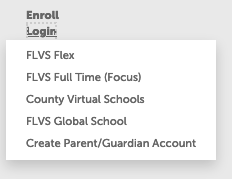 Enroll
Login
FLVS Flex
FLVS Full Time (Focus)
County Virtual Schools
FLVS Global School
Create Parent/Guardian Account